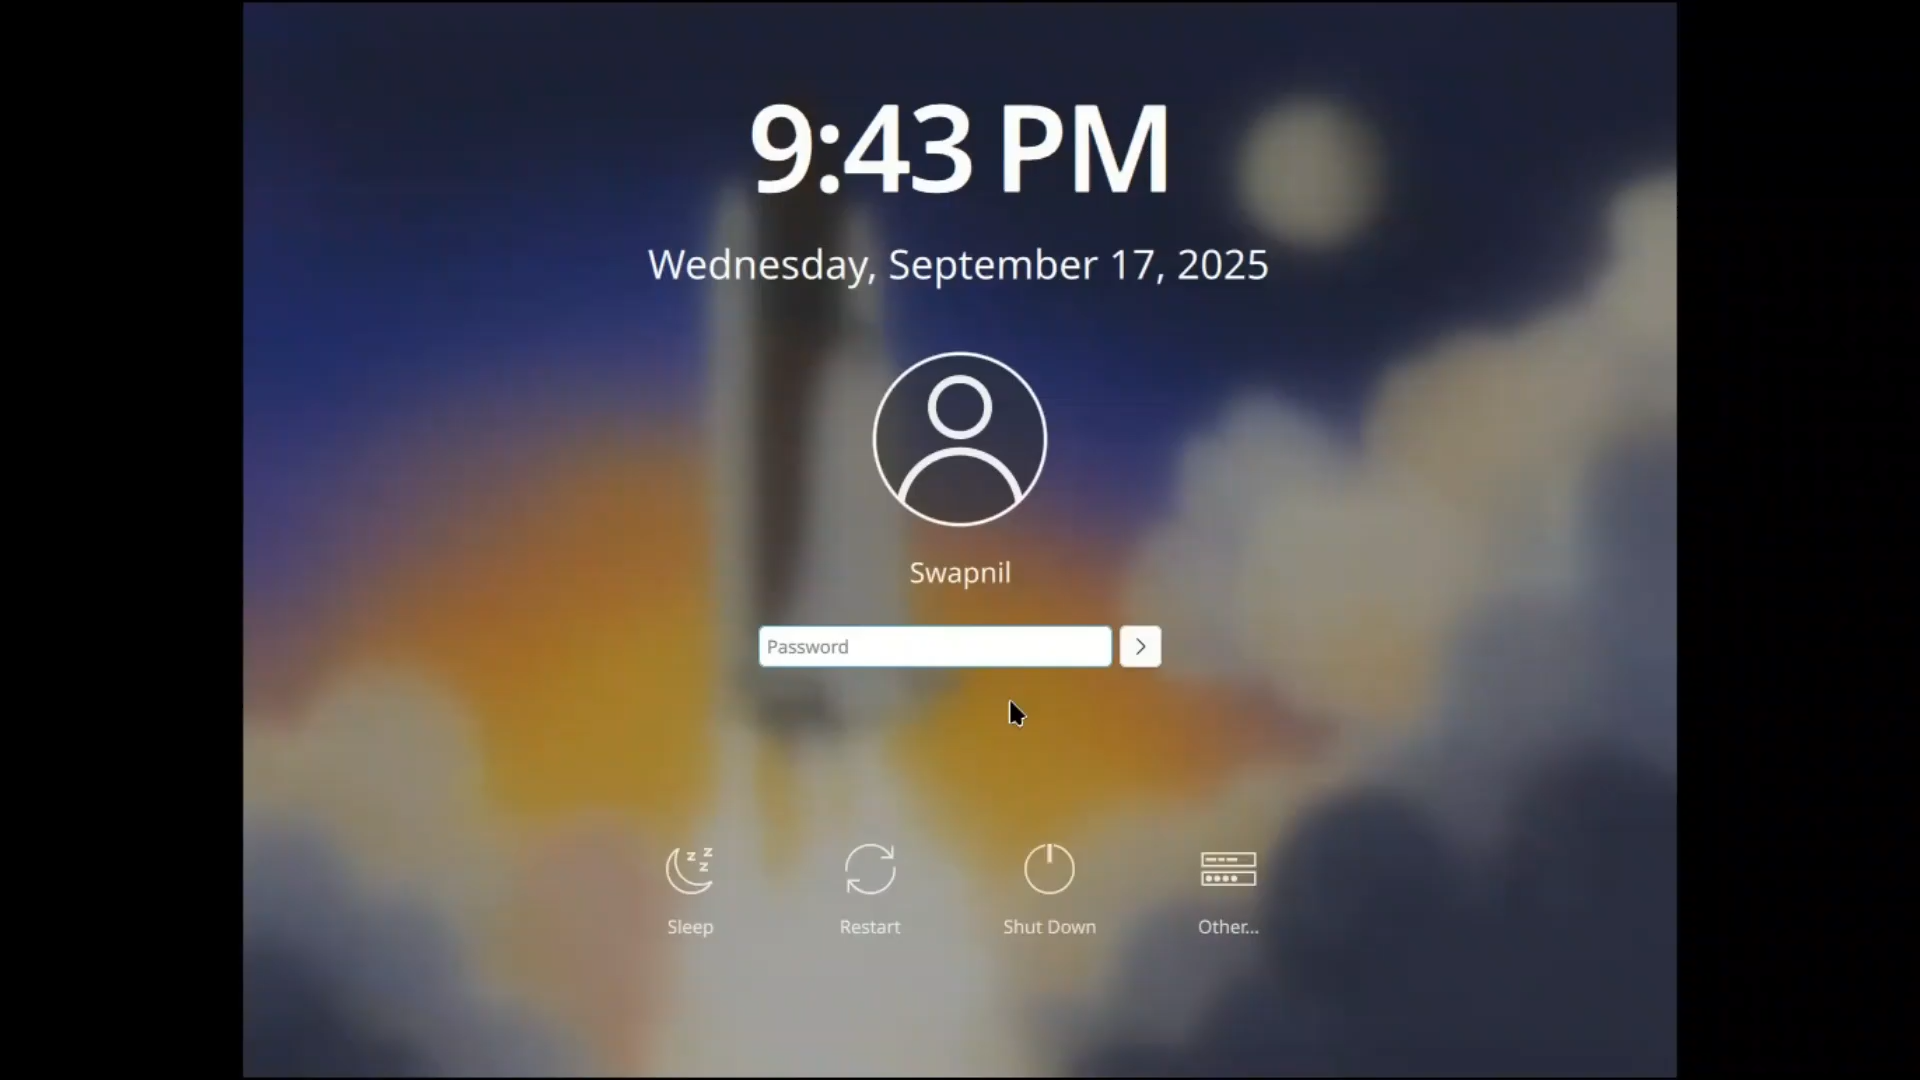 9:43 PM
Wednesday, September 17, 2025
Swapnil
Password
Sleep
Restart
Shut Down
Other...